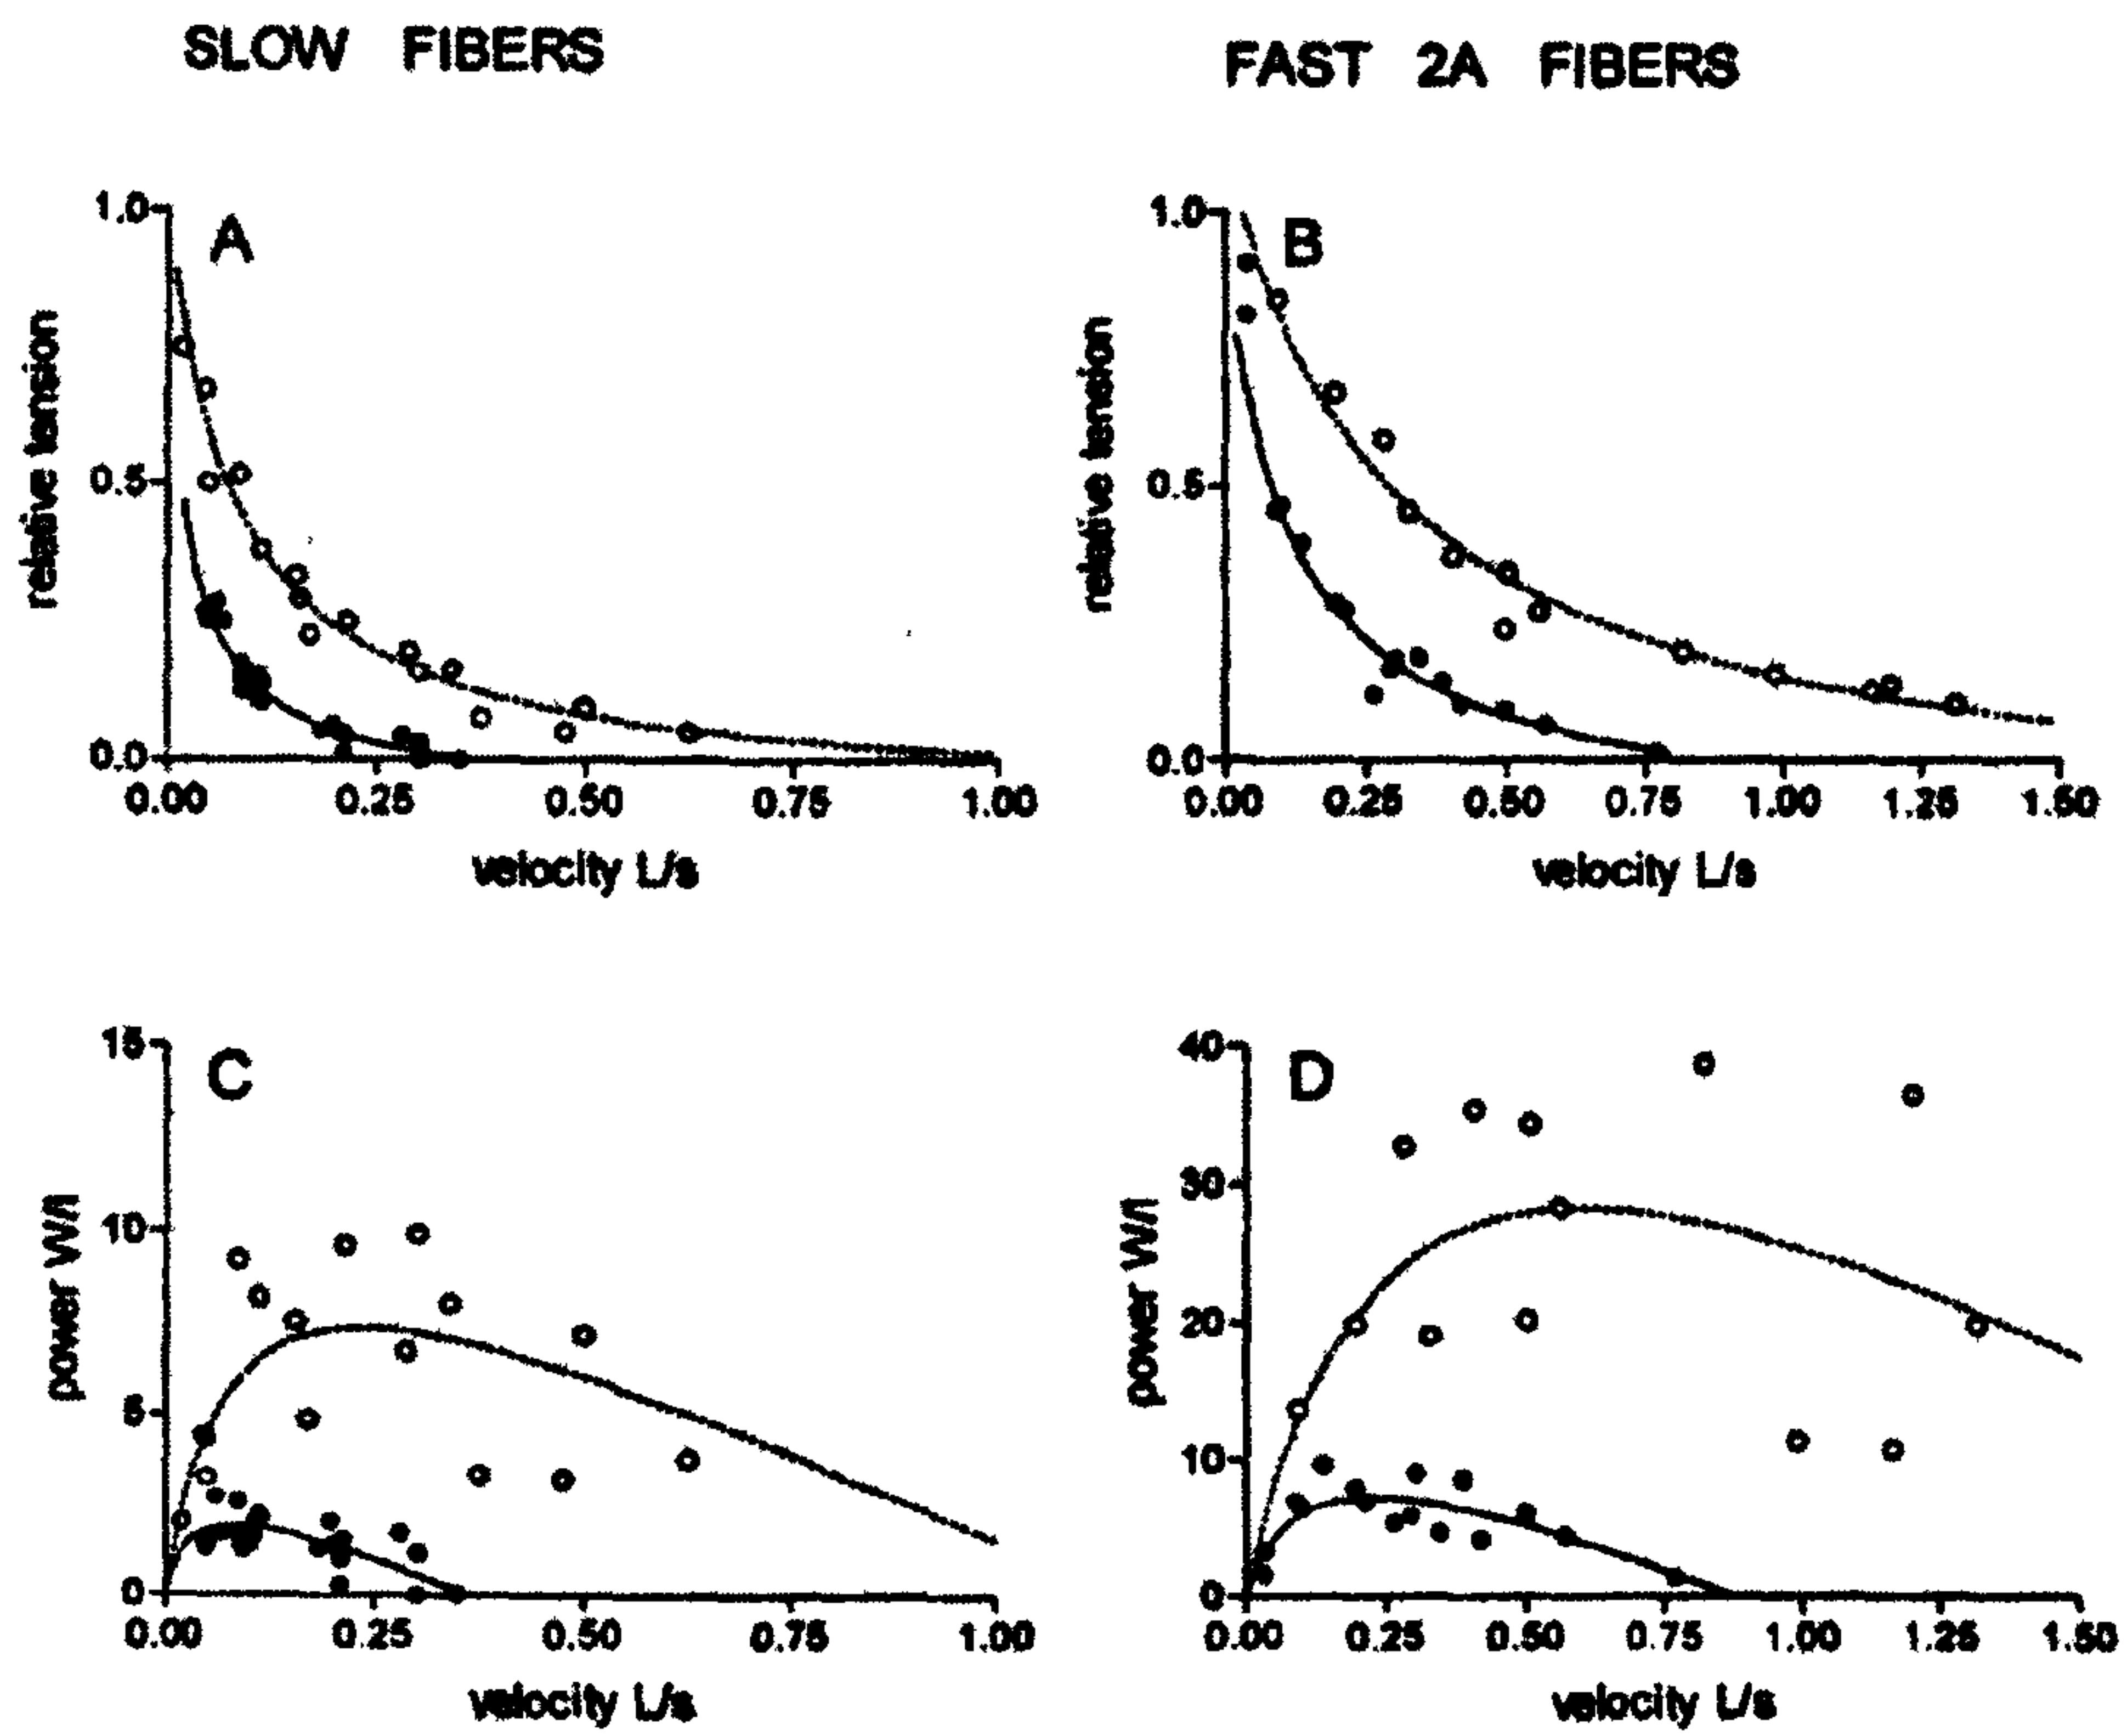 SLOW FIBERS
FAST 2A FIBERS
A
1.0
0.5
0.0
relative tension
0.00 0.25 0.50 0.75 1.00
velocity L/s
B
1.0
0.5
0.0
relative tension
0.00 0.25 0.50 0.75 1.00 1.25 1.50
velocity L/s
C
15
10
5
0
power W/l
0.00 0.25 0.50 0.75 1.00
velocity L/s
D
40
30
20
10
0
power W/l
0.00 0.25 0.50 0.75 1.00 1.25 1.50
velocity L/s